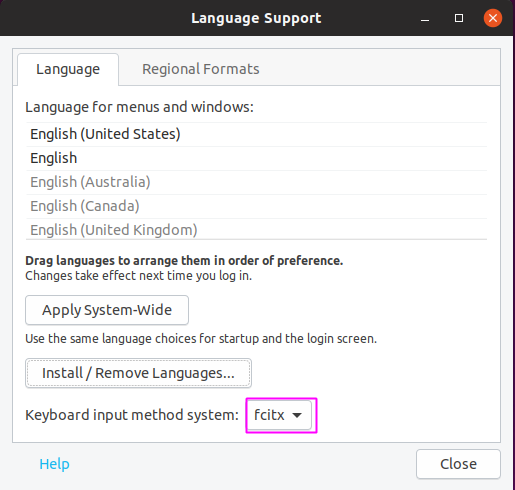 Language Support
Language
Regional Formats
Language for menus and windows:
English (United States)
English
English (Australia)
English (Canada)
English (United Kingdom)
Drag languages to arrange them in order of preference.
Changes take effect next time you log in.
Apply System-Wide
Use the same language choices for startup and the login screen.
Install / Remove Languages...
Keyboard input method system: fcitx
Help
Close